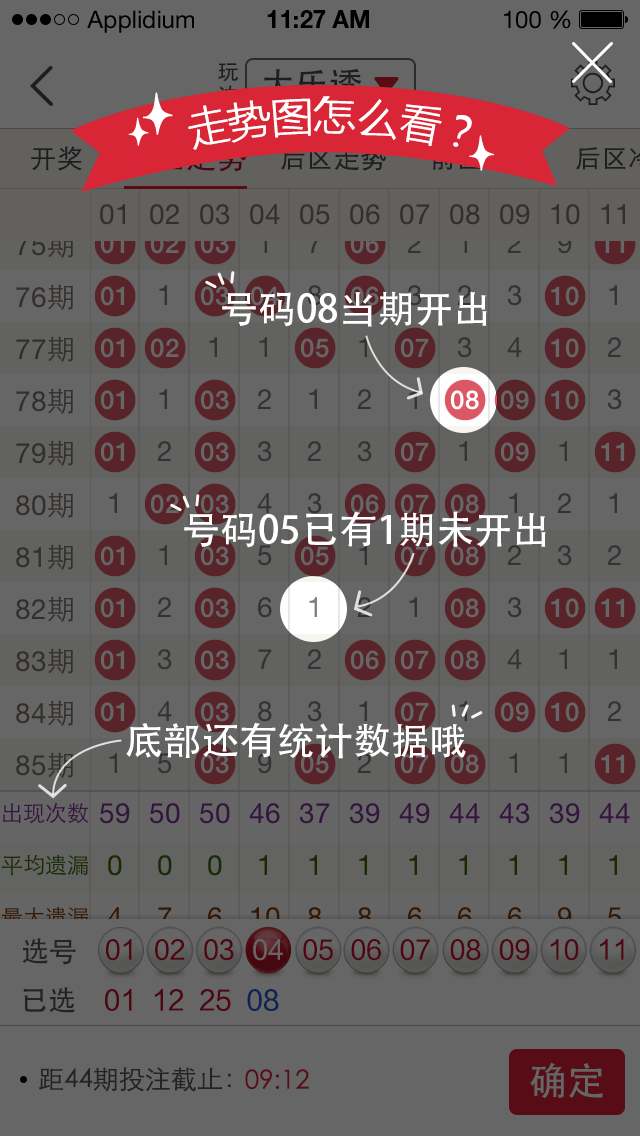 Applidium 11:27 AM 100 %
玩 大乐透
走势图怎么看？
开奖 走势 后区走势 前区 后区冷
01 02 03 04 05 06 07 08 09 10 11
75期 01 02 03 1 7 06 2 1 2 9 11
76期 01 1 03 04 8 06 3 2 3 10 1
号码08当期开出
77期 01 02 1 1 05 1 07 3 4 10 2
78期 01 1 03 2 1 2 1 08 09 10 3
79期 01 2 03 3 2 3 07 1 09 1 11
80期 1 02 03 4 3 06 07 08 1 2 1
号码05已有1期未开出
81期 01 1 03 5 05 1 07 08 2 3 2
82期 01 2 03 6 1 2 1 08 3 10 11
83期 01 3 03 7 2 06 07 08 4 1 1
84期 01 4 03 8 3 1 07 1 09 10 2
底部还有统计数据哦
85期 1 5 03 9 05 2 07 08 1 1 11
出现次数 59 50 50 46 37 39 49 44 43 39 44
平均遗漏 0 0 0 1 1 1 1 1 1 1 1
最大遗漏 4 7 6 10 8 8 6 6 6 9 5
选号 01 02 03 04 05 06 07 08 09 10 11
已选 01 12 25 08
• 距44期投注截止：09:12
确定